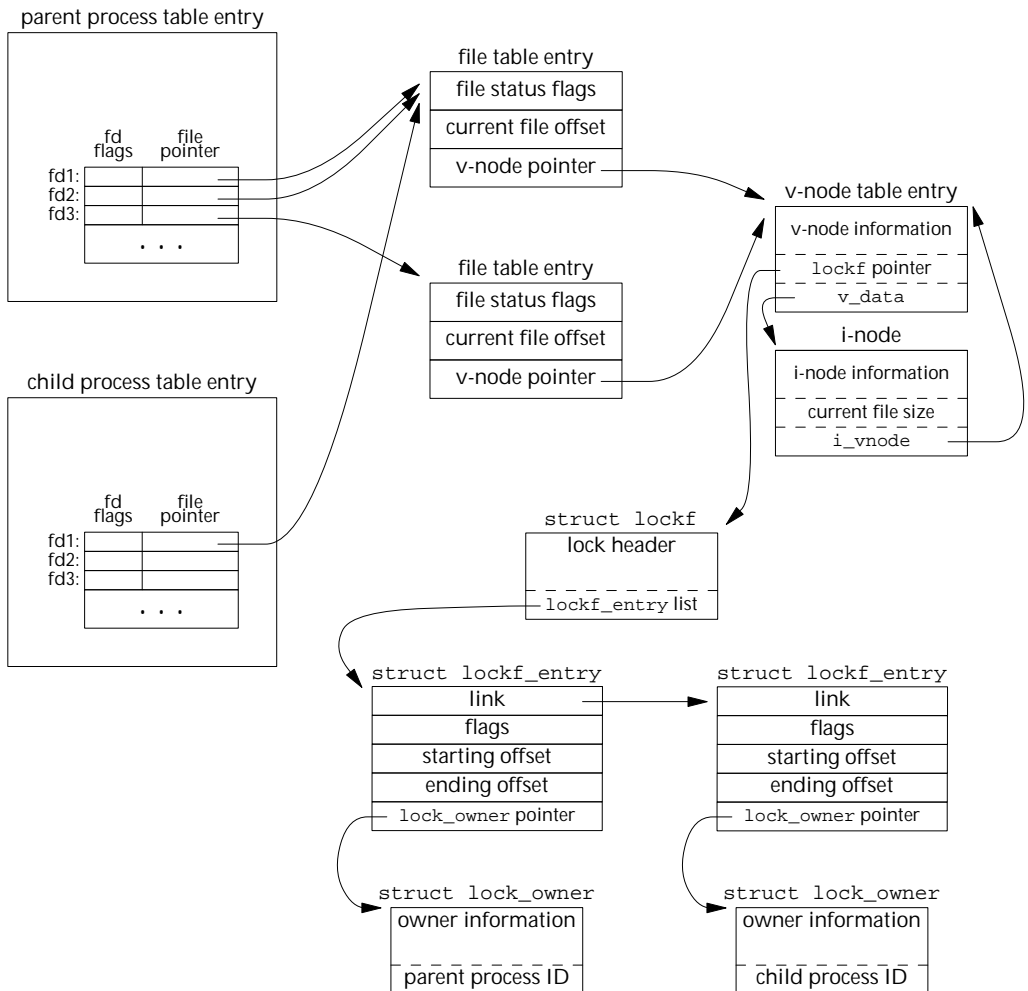 parent process table entry
fd
flags
file
pointer
fd1:
fd2:
fd3:
. . .
file table entry
file status flags
current file offset
v-node pointer
file table entry
file status flags
current file offset
v-node pointer
v-node table entry
v-node information
lockf pointer
v_data
i-node
i-node information
current file size
i_vnode
child process table entry
fd
flags
file
pointer
fd1:
fd2:
fd3:
. . .
struct lockf
lock header
lockf_entry list
struct lockf_entry
link
flags
starting offset
ending offset
lock_owner pointer
struct lockf_entry
link
flags
starting offset
ending offset
lock_owner pointer
struct lock_owner
owner information
parent process ID
struct lock_owner
owner information
child process ID